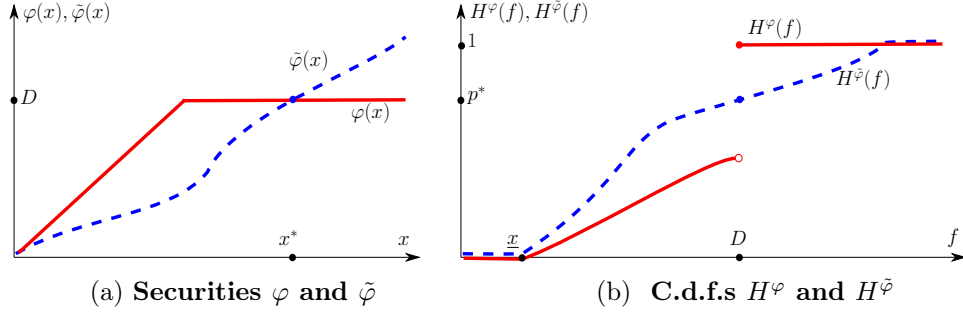 φ(x), φ̃(x)
φ̃(x)
D
φ(x)
x*
x
(a) Securities φ and φ̃
H^φ(f), H^φ̃(f)
H^φ(f)
1
H^φ̃(f)
p*
x̲
D
f
(b) C.d.f.s H^φ and H^φ̃